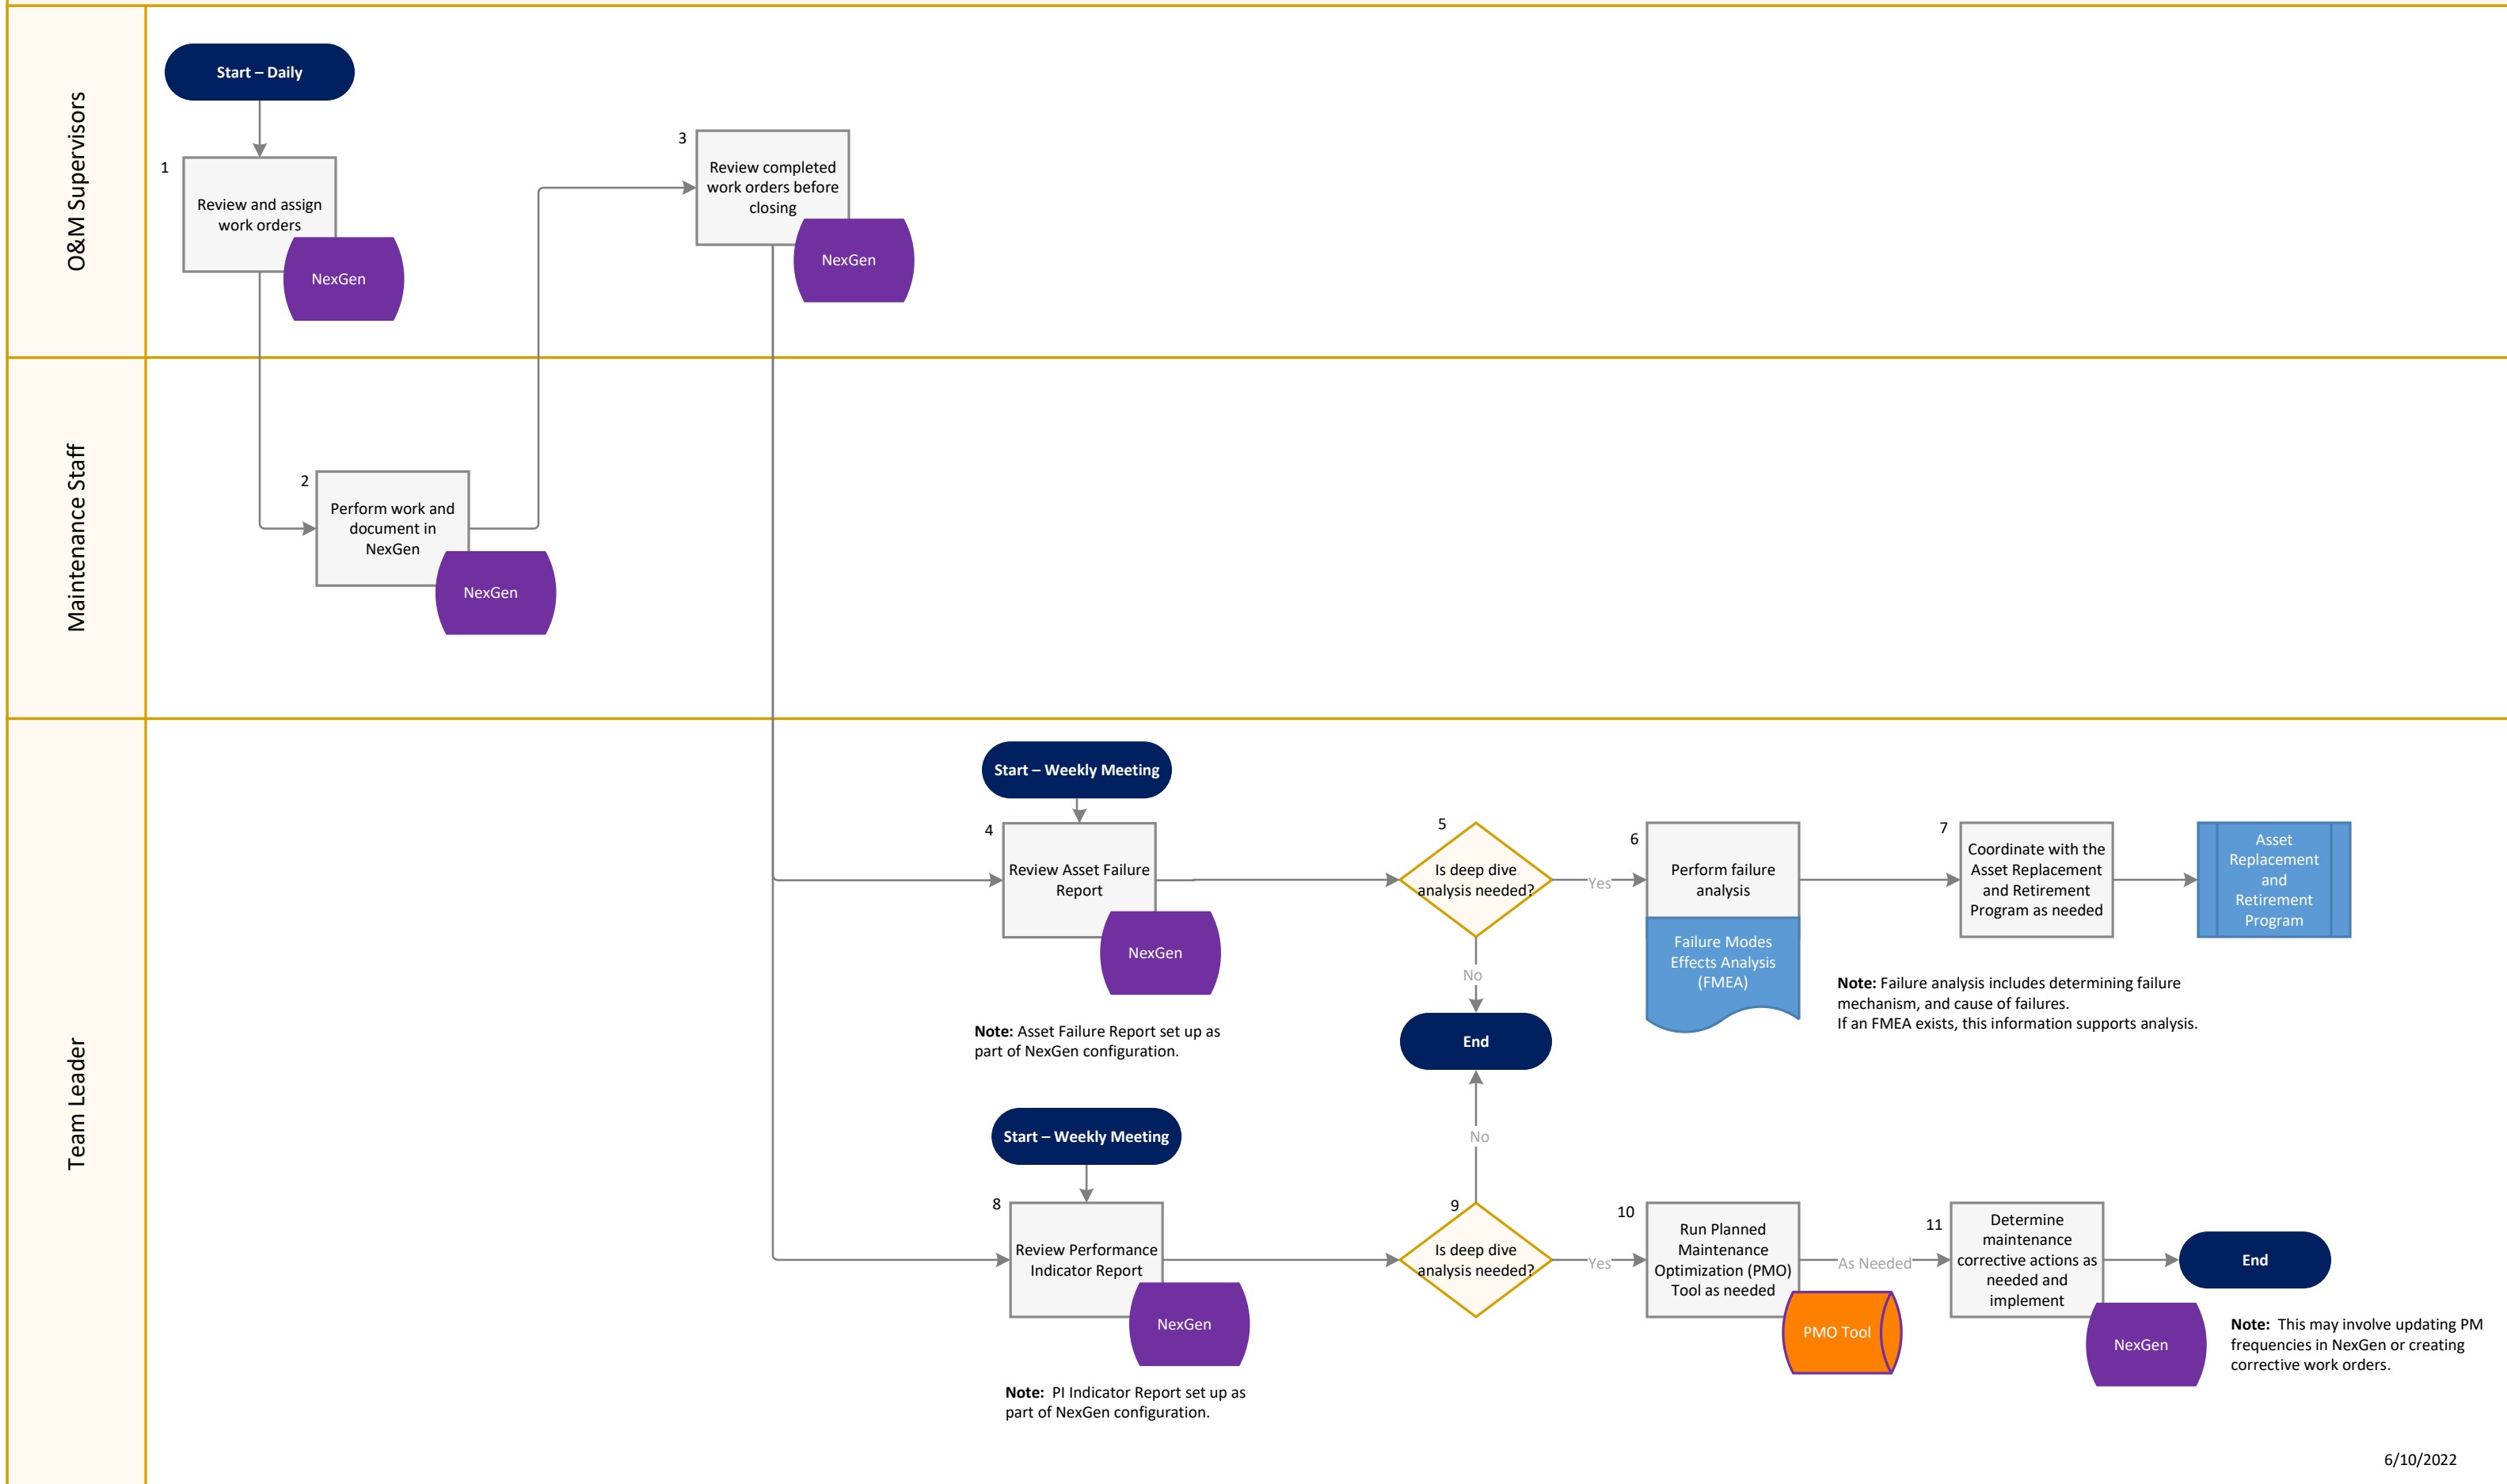 O&M Supervisors
Start – Daily
1
Review and assign
work orders
NexGen
3
Review completed
work orders before
closing
NexGen
Maintenance Staff
2
Perform work and
document in
NexGen
NexGen
Team Leader
Start – Weekly Meeting
4
Review Asset Failure
Report
NexGen
Note: Asset Failure Report set up as
part of NexGen configuration.
5
Is deep dive
analysis needed?
Yes
No
End
6
Perform failure
analysis
Failure Modes
Effects Analysis
(FMEA)
7
Coordinate with the
Asset Replacement
and Retirement
Program as needed
Asset
Replacement
and
Retirement
Program
Note: Failure analysis includes determining failure
mechanism, and cause of failures.
If an FMEA exists, this information supports analysis.
Start – Weekly Meeting
8
Review Performance
Indicator Report
NexGen
Note: PI Indicator Report set up as
part of NexGen configuration.
No
9
Is deep dive
analysis needed?
Yes
10
Run Planned
Maintenance
Optimization (PMO)
Tool as needed
PMO Tool
As Needed
11
Determine
maintenance
corrective actions as
needed and
implement
NexGen
End
Note: This may involve updating PM
frequencies in NexGen or creating
corrective work orders.
6/10/2022